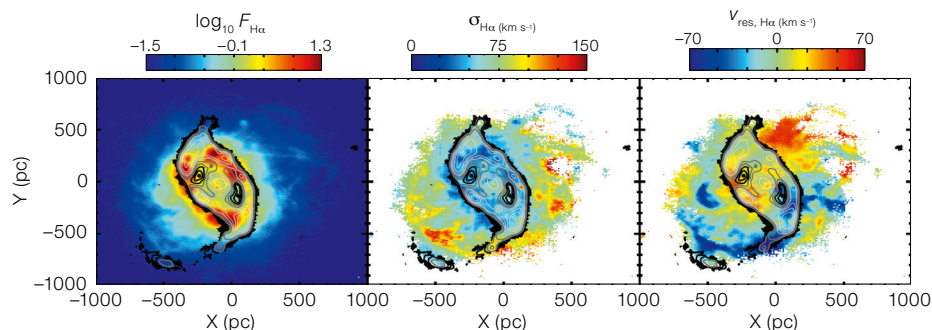 log10 FHα
σHα (km s−1)
Vres, Hα (km s−1)
−1.5 −0.1 1.3
0 75 150
−70 0 70
1000
500
0
−500
−1000
Y (pc)
−1000 −500 0 500 1000
−500 0 500 1000
−500 0 500 1000
X (pc)
X (pc)
X (pc)